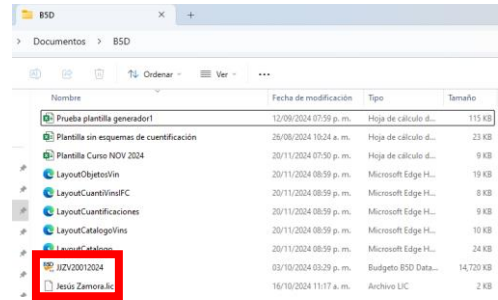 B5D
Documentos > B5D
Ordenar Ver ...
Nombre Fecha de modificación Tipo Tamaño
Prueba plantilla generador1 12/09/2024 07:59 p. m. Hoja de cálculo d... 115 KB
Plantilla sin esquemas de cuentificación 26/08/2024 10:24 a. m. Hoja de cálculo d... 23 KB
Plantilla Curso NOV 2024 20/11/2024 07:50 p. m. Hoja de cálculo d... 9 KB
LayoutObjetosVin 20/11/2024 08:59 p. m. Microsoft Edge H... 19 KB
LayoutCuantiVinsIFC 20/11/2024 08:59 p. m. Microsoft Edge H... 8 KB
LayoutCuantificaciones 20/11/2024 08:59 p. m. Microsoft Edge H... 9 KB
LayoutCatalogoVins 20/11/2024 08:59 p. m. Microsoft Edge H... 10 KB
LayoutCatalogo 20/11/2024 08:59 p. m. Microsoft Edge H... 24 KB
JJZV20012024 03/10/2024 03:29 p. m. Budgeto B5D Data... 14,720 KB
Jesús Zamora.lic 16/10/2024 11:17 a. m. Archivo LIC 2 KB